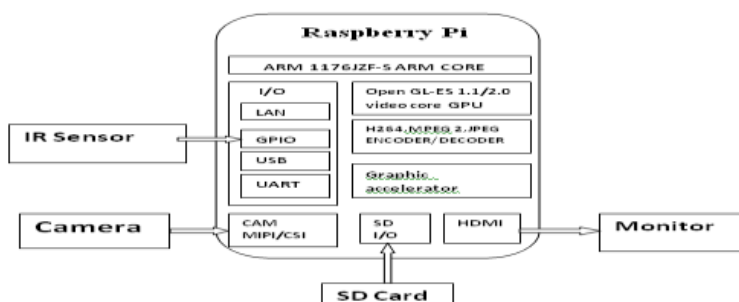 Raspberry Pi
ARM 1176JZF-S ARM CORE
I/O
LAN
GPIO
USB
UART
Open GL-ES 1.1/2.0
video core GPU
H264,MPEG 2,JPEG
ENCODER/DECODER
Graphic
accelerator
IR Sensor
Camera
CAM
MIPI/CSI
SD
I/O
HDMI
Monitor
SD Card